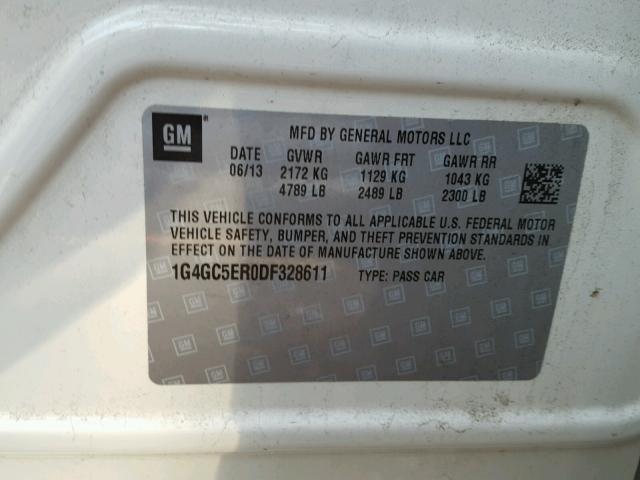 GM
MFD BY GENERAL MOTORS LLC
DATE GVWR GAWR FRT GAWR RR
06/13 2172 KG 1129 KG 1043 KG
4789 LB 2489 LB 2300 LB
THIS VEHICLE CONFORMS TO ALL APPLICABLE U.S. FEDERAL MOTOR
VEHICLE SAFETY, BUMPER, AND THEFT PREVENTION STANDARDS IN
EFFECT ON THE DATE OF MANUFACTURE SHOWN ABOVE.
1G4GC5ER0DF328611 TYPE: PASS CAR